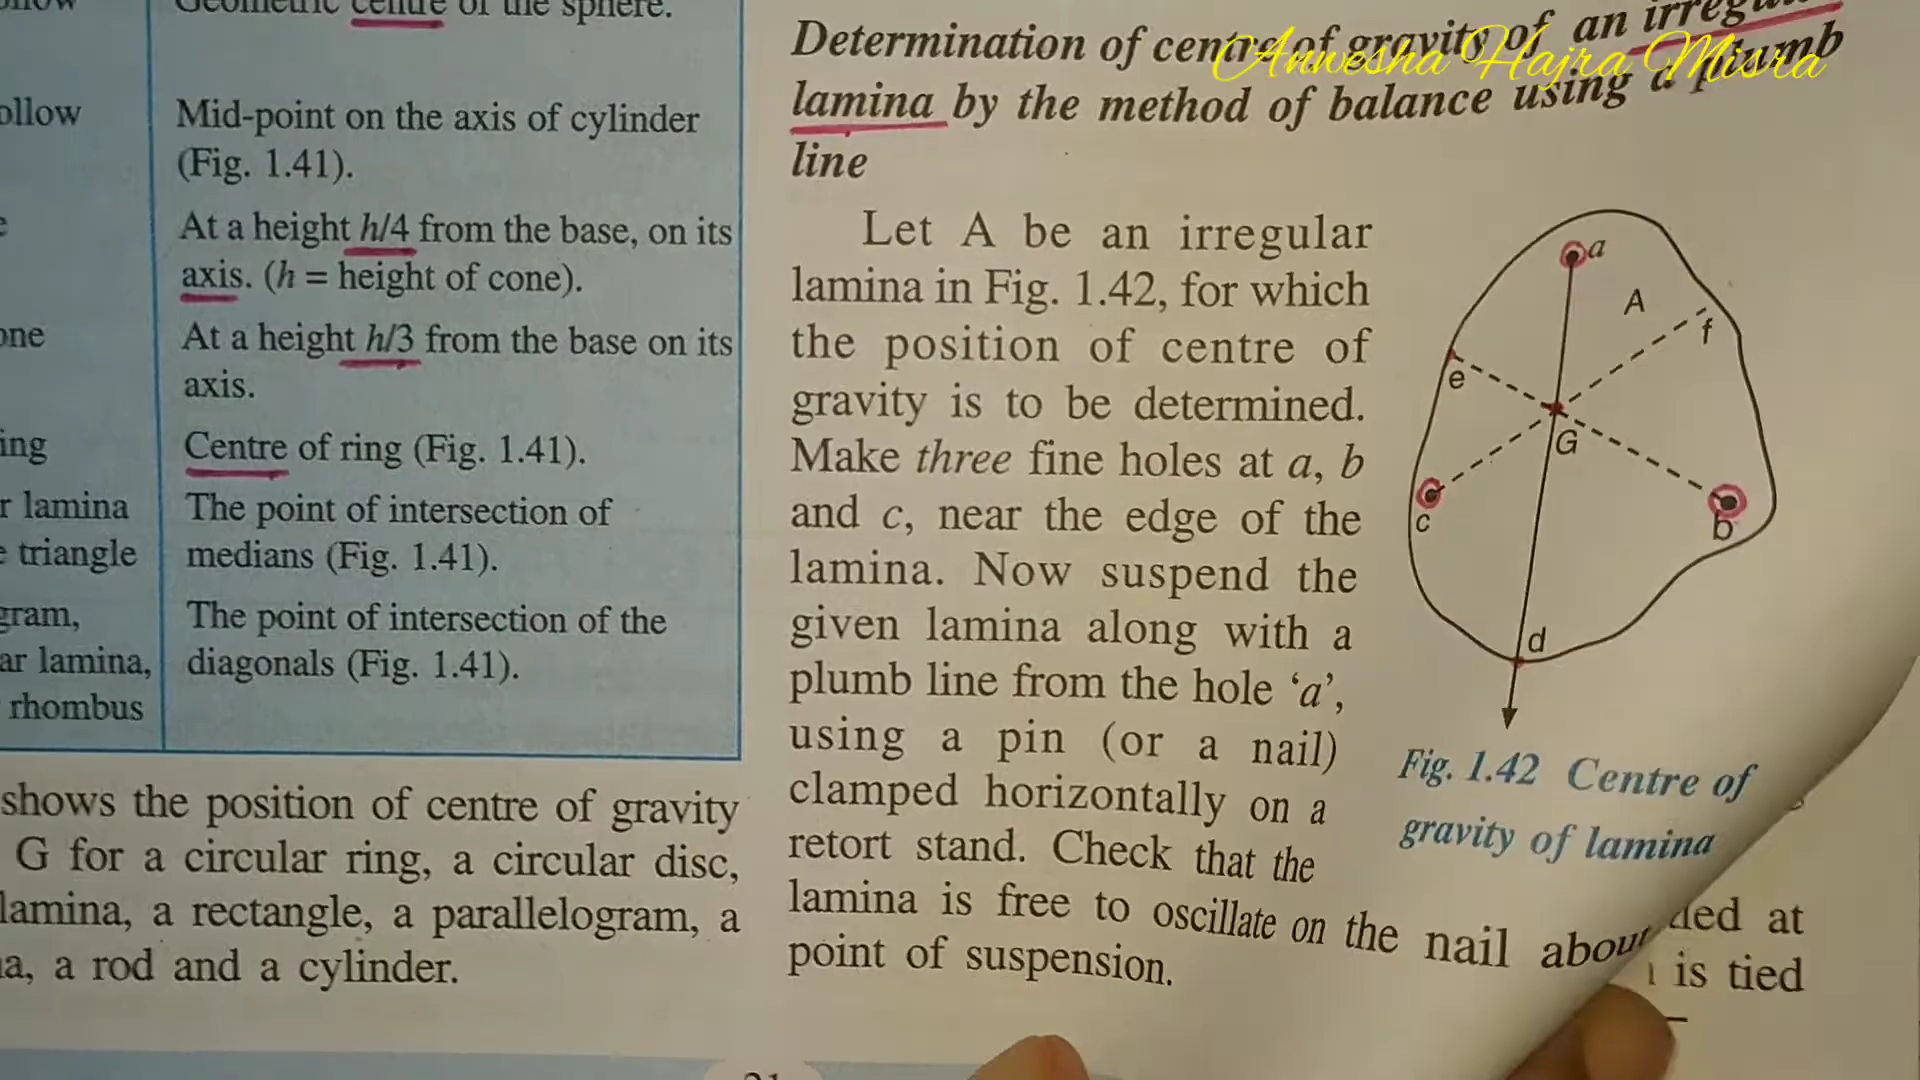 centre of the sphere.
Mid-point on the axis of cylinder
(Fig. 1.41).
At a height h/4 from the base, on its
axis. (h = height of cone).
At a height h/3 from the base on its
axis.
Centre of ring (Fig. 1.41).
lamina
The point of intersection of
triangle
medians (Fig. 1.41).
The point of intersection of the
lamina,
diagonals (Fig. 1.41).
rhombus
shows the position of centre of gravity
G for a circular ring, a circular disc,
lamina, a rectangle, a parallelogram, a
a rod and a cylinder.
Determination of centre of gravity of an
lamina by the method of balance using a plumb
line
Let A be an irregular
lamina in Fig. 1.42, for which
the position of centre of
gravity is to be determined.
Make three fine holes at a, b
and c, near the edge of the
lamina. Now suspend the
given lamina along with a
plumb line from the hole ‘a’,
using a pin (or a nail)
clamped horizontally on a
retort stand. Check that the
lamina is free to oscillate on the nail about
point of suspension.
a
A
f
e
G
c
b
d
Fig. 1.42 Centre of
gravity of lamina
at
is tied
Anwesha Hajra Misra